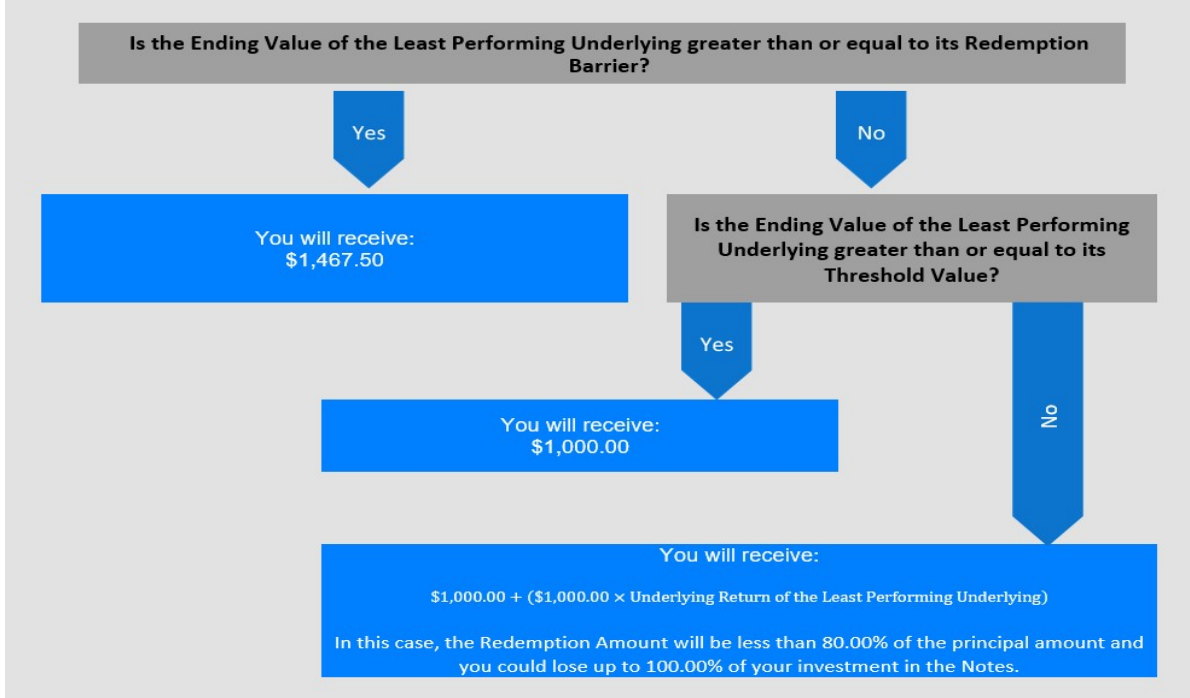 Is the Ending Value of the Least Performing Underlying greater than or equal to its Redemption
Barrier?
Yes
No
You will receive:
$1,467.50
Is the Ending Value of the Least Performing
Underlying greater than or equal to its
Threshold Value?
Yes
No
You will receive:
$1,000.00
You will receive:
$1,000.00 + ($1,000.00 × Underlying Return of the Least Performing Underlying)
In this case, the Redemption Amount will be less than 80.00% of the principal amount and
you could lose up to 100.00% of your investment in the Notes.